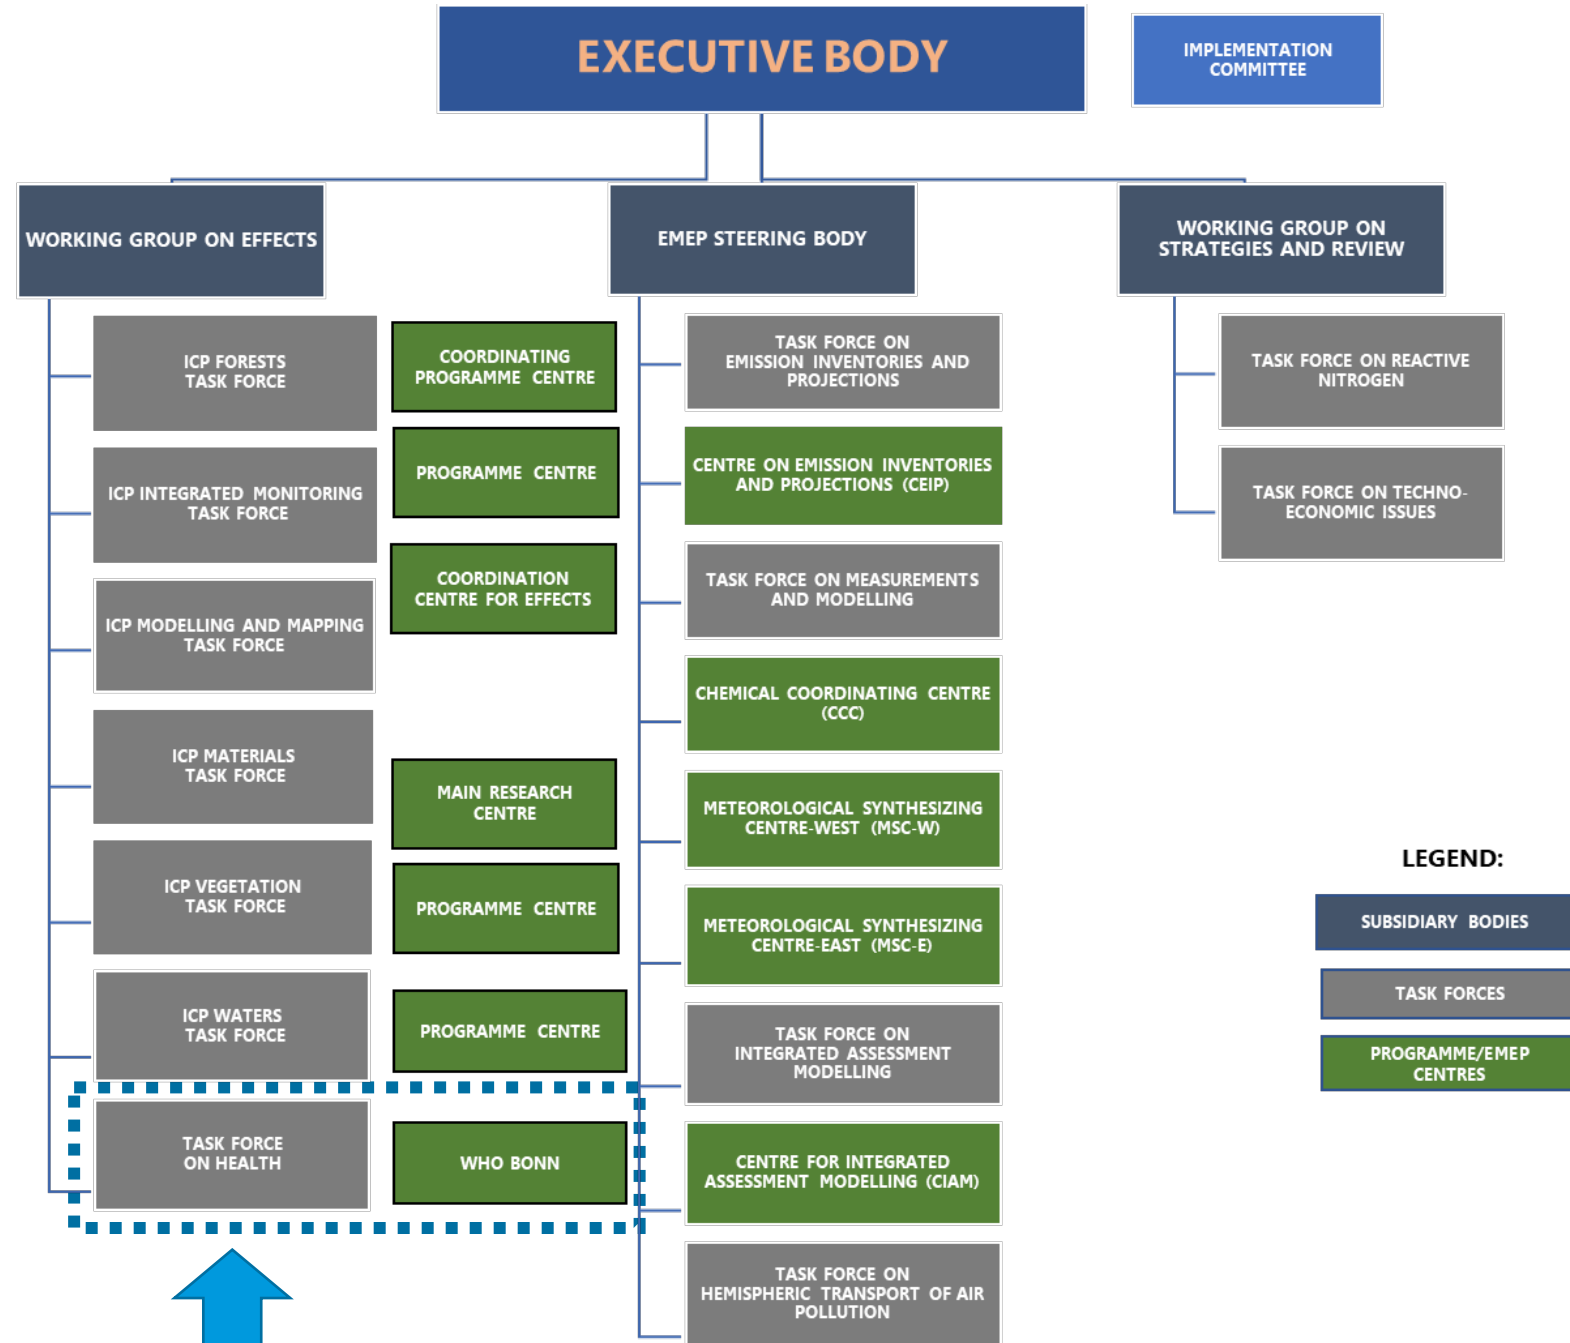 EXECUTIVE BODY
IMPLEMENTATION
COMMITTEE
WORKING GROUP ON EFFECTS
ICP FORESTS
TASK FORCE
COORDINATING
PROGRAMME CENTRE
ICP INTEGRATED MONITORING
TASK FORCE
PROGRAMME CENTRE
ICP MODELLING AND MAPPING
TASK FORCE
COORDINATION
CENTRE FOR EFFECTS
ICP MATERIALS
TASK FORCE
MAIN RESEARCH
CENTRE
ICP VEGETATION
TASK FORCE
PROGRAMME CENTRE
ICP WATERS
TASK FORCE
PROGRAMME CENTRE
TASK FORCE
ON HEALTH
WHO BONN
EMEP STEERING BODY
TASK FORCE ON
EMISSION INVENTORIES AND
PROJECTIONS
CENTRE ON EMISSION INVENTORIES
AND PROJECTIONS (CEIP)
TASK FORCE ON MEASUREMENTS
AND MODELLING
CHEMICAL COORDINATING CENTRE
(CCC)
METEOROLOGICAL SYNTHESIZING
CENTRE-WEST (MSC-W)
METEOROLOGICAL SYNTHESIZING
CENTRE-EAST (MSC-E)
TASK FORCE ON
INTEGRATED ASSESSMENT
MODELLING
CENTRE FOR INTEGRATED
ASSESSMENT MODELLING (CIAM)
TASK FORCE ON
HEMISPHERIC TRANSPORT OF AIR
POLLUTION
WORKING GROUP ON
STRATEGIES AND REVIEW
TASK FORCE ON REACTIVE
NITROGEN
TASK FORCE ON TECHNO-
ECONOMIC ISSUES
LEGEND:
SUBSIDIARY BODIES
TASK FORCES
PROGRAMME/EMEP
CENTRES